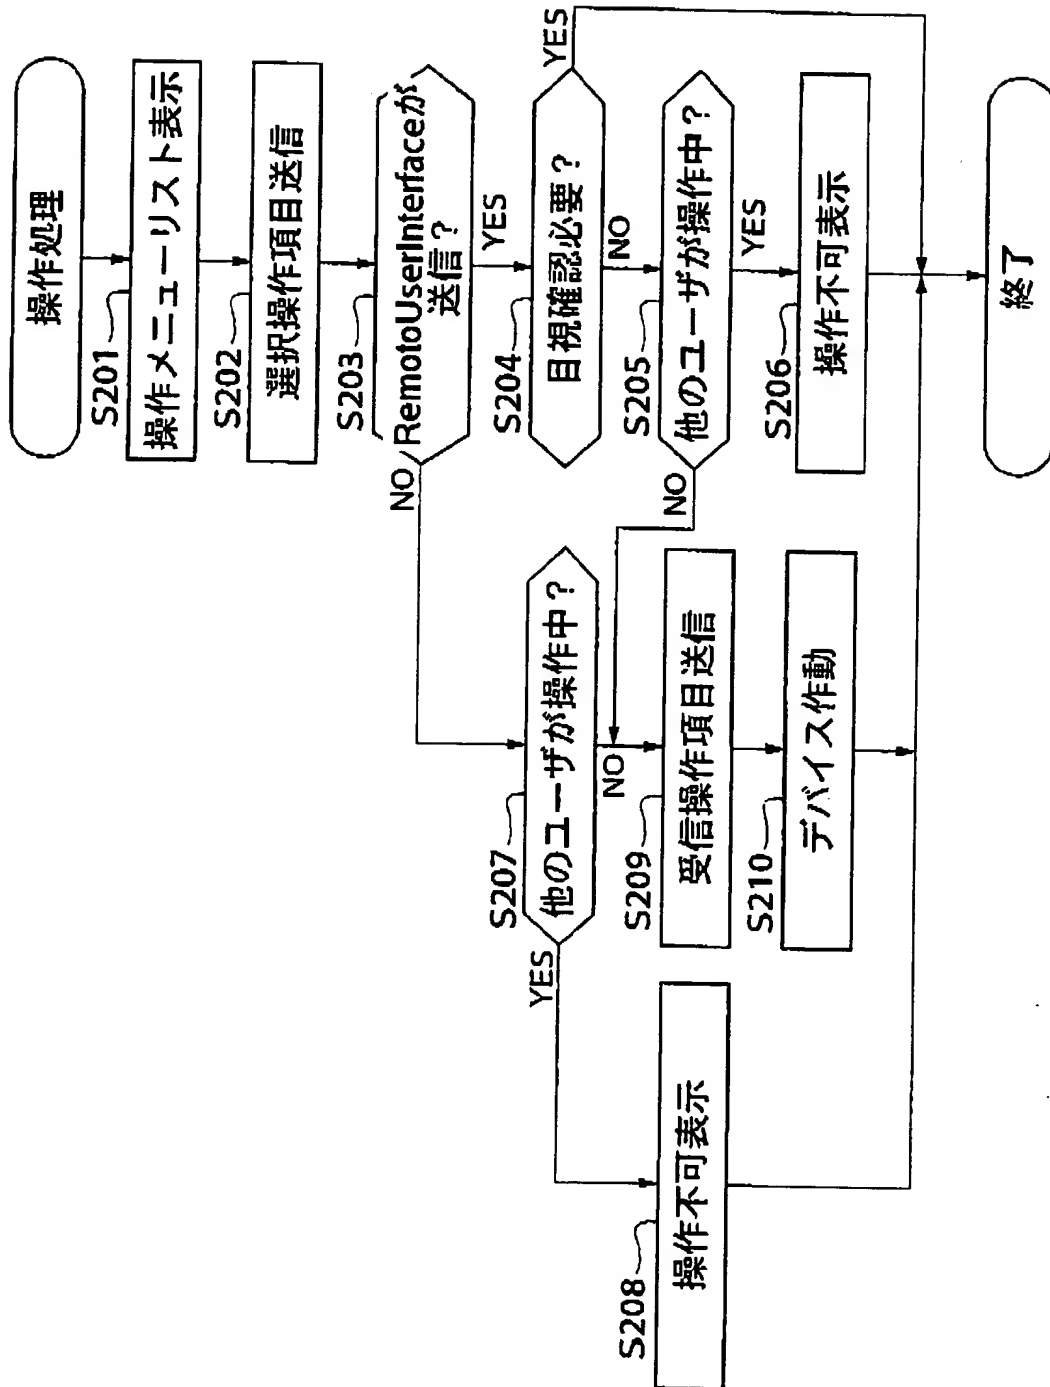 操作処理
S201
操作メニューリスト表示
S202
選択操作項目送信
S203
RemotoUserInterfaceが
送信？
NO
YES
S204
目視確認必要？
YES
NO
S205
他のユーザが操作中？
NO
YES
S206
操作不可表示
S207
他のユーザが操作中？
YES
NO
S208
操作不可表示
S209
受信操作項目送信
S210
デバイス作動
終了